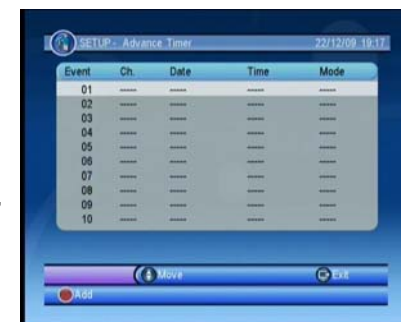 SETUP - Advance Timer 22/12/09 19:17
Event Ch. Date Time Mode
01 ----- ----- ----- -----
02 ----- ----- ----- -----
03 ----- ----- ----- -----
04 ----- ----- ----- -----
05 ----- ----- ----- -----
06 ----- ----- ----- -----
07 ----- ----- ----- -----
08 ----- ----- ----- -----
09 ----- ----- ----- -----
10 ----- ----- ----- -----
Move Exit
Add